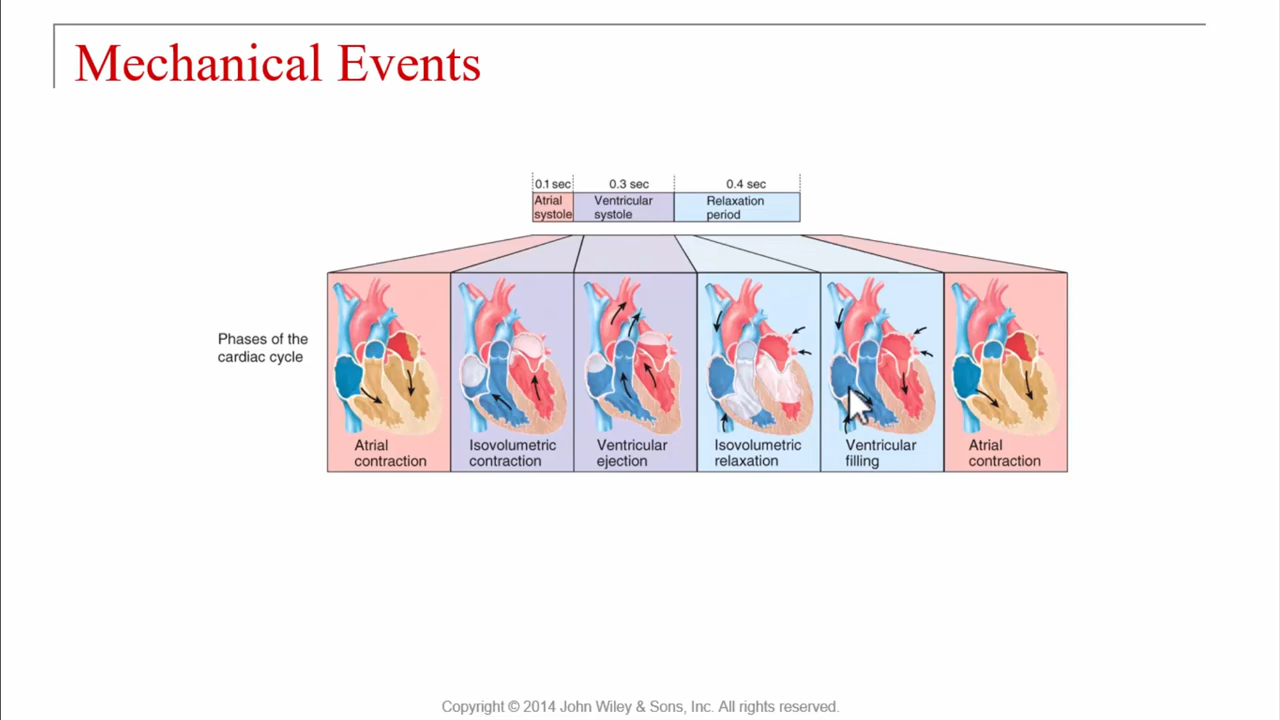 Mechanical Events
0.1 sec 0.3 sec 0.4 sec
Atrial systole
Ventricular systole
Relaxation period
Phases of the
cardiac cycle
Atrial
contraction
Isovolumetric
contraction
Ventricular
ejection
Isovolumetric
relaxation
Ventricular
filling
Atrial
contraction
Copyright © 2014 John Wiley & Sons, Inc. All rights reserved.